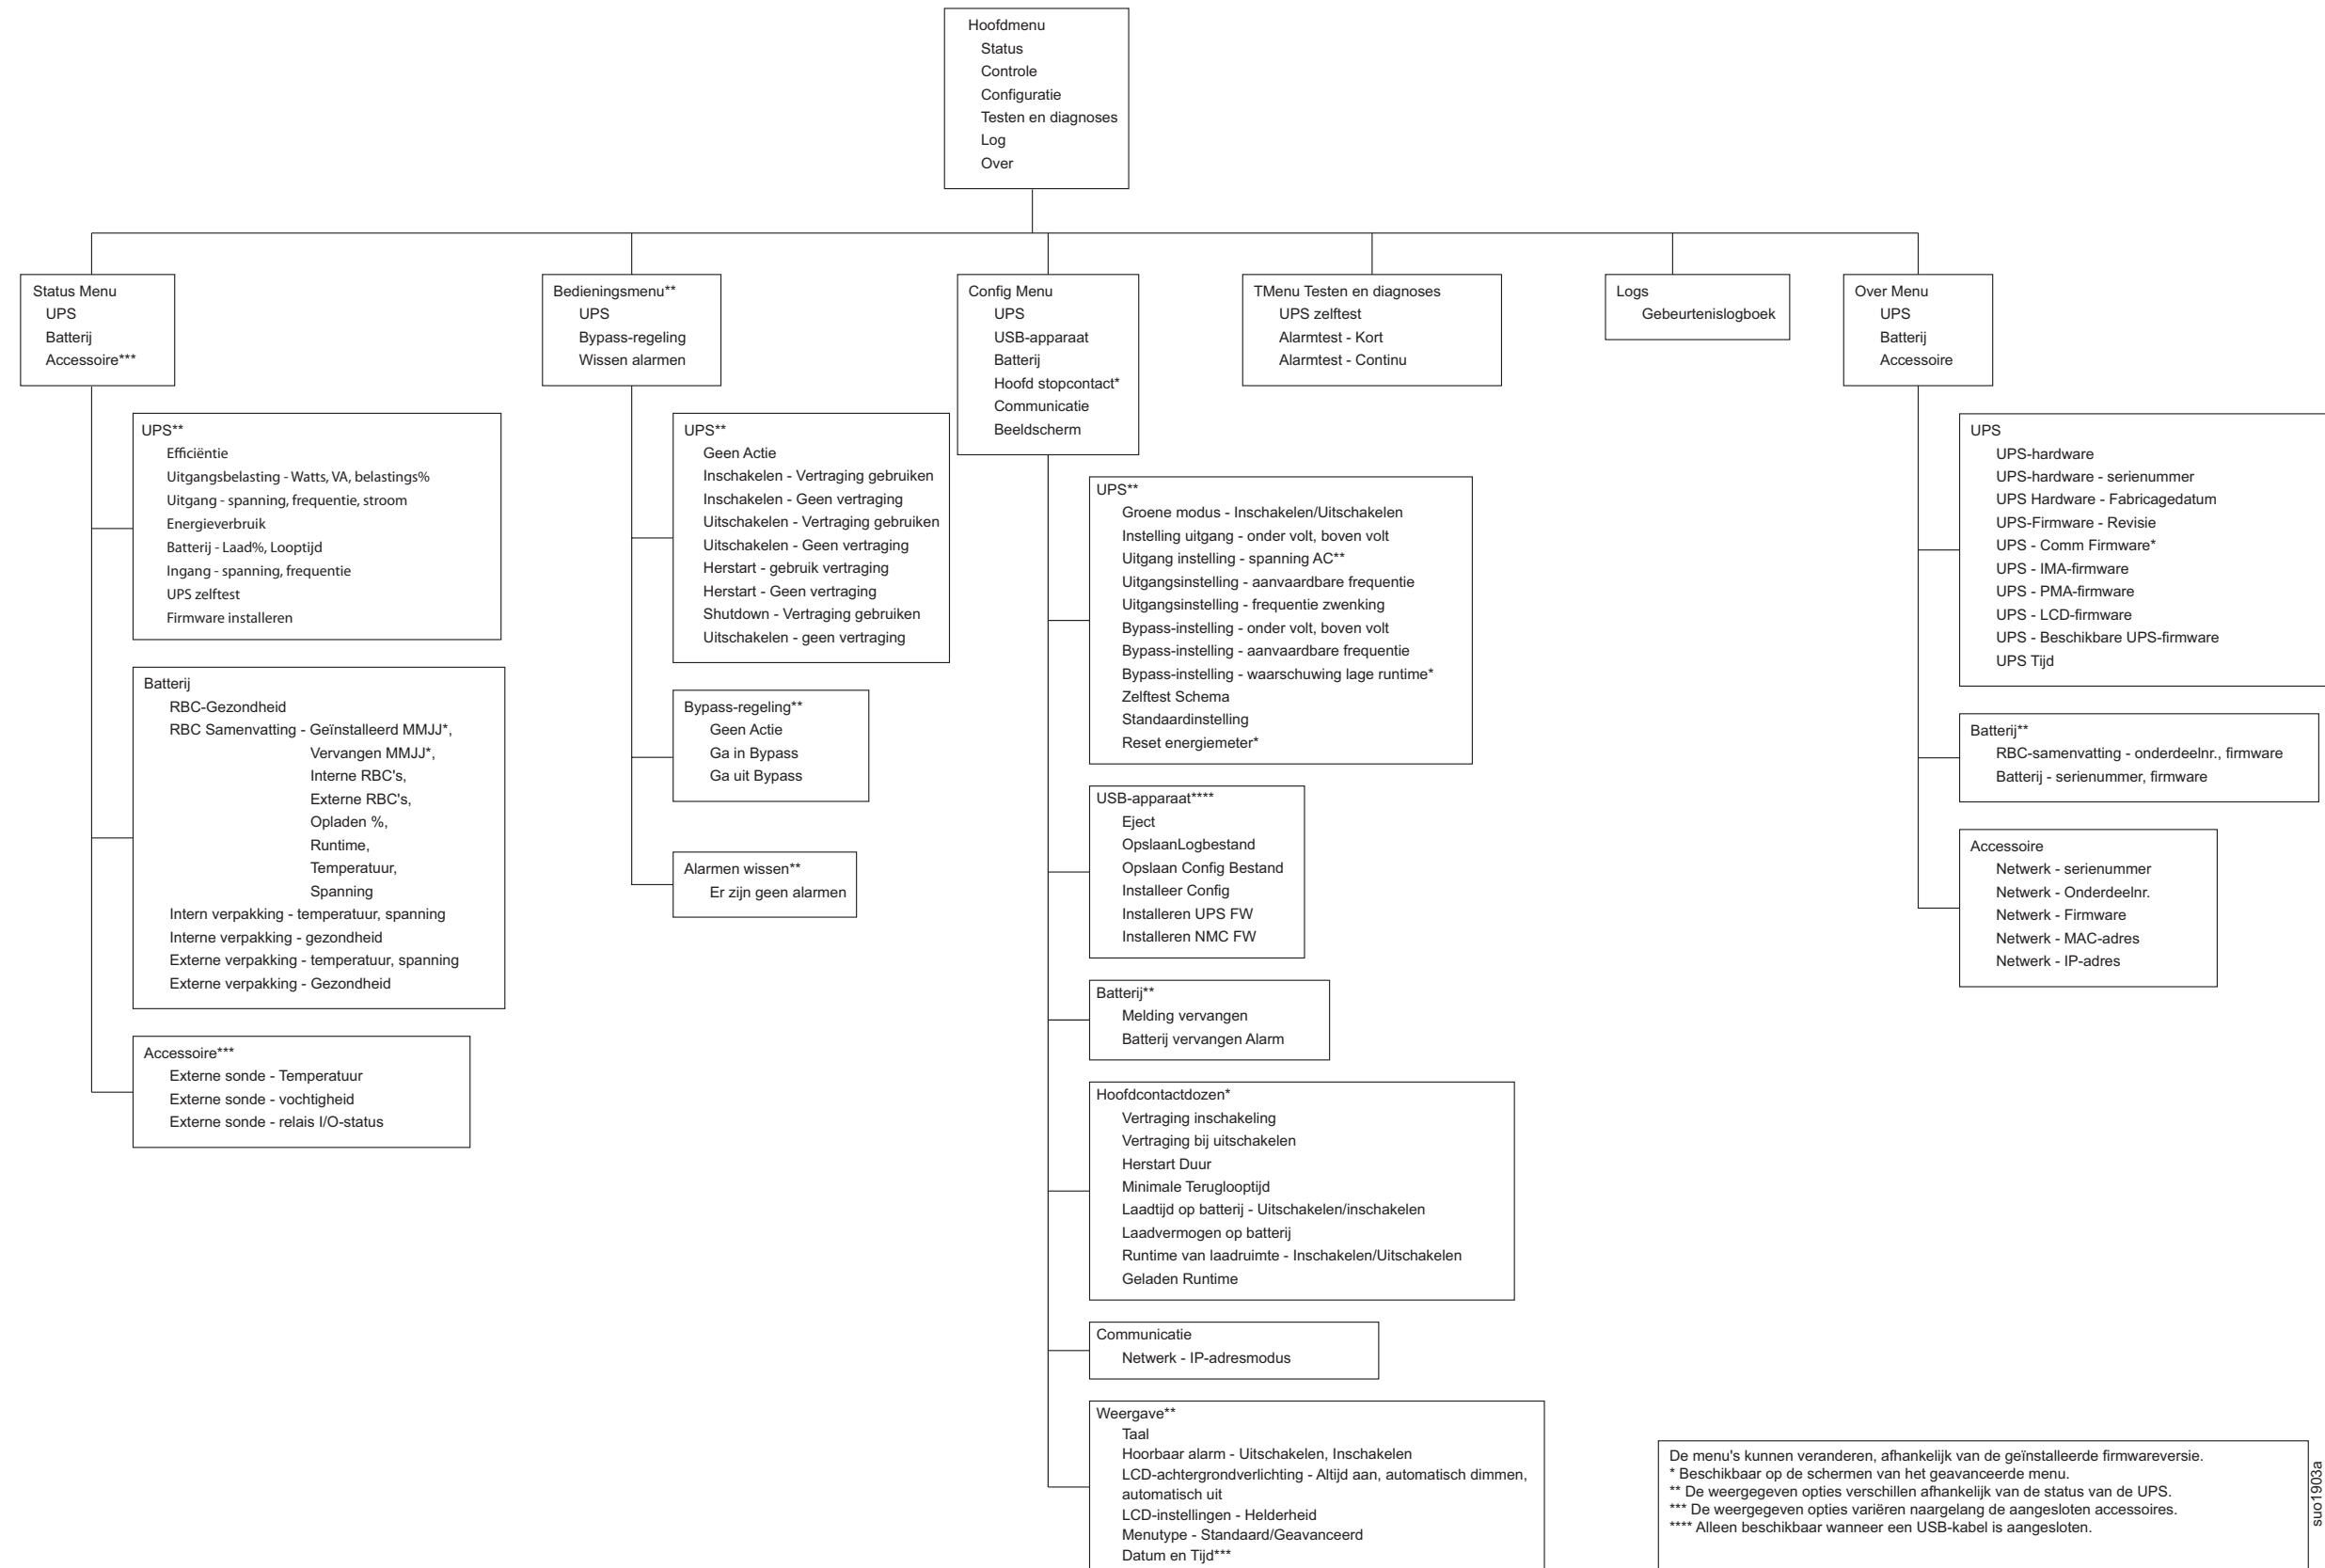 Hoofdmenu
Status
Controle
Configuratie
Testen en diagnoses
Log
Over
Status Menu
UPS
Batterij
Accessoire***
UPS**
Efficiëntie
Uitgangsbelasting - Watts, VA, belastings%
Uitgang - spanning, frequentie, stroom
Energieverbruik
Batterij - Laad%, Looptijd
Ingang - spanning, frequentie
UPS zelftest
Firmware installeren
Batterij
RBC-Gezondheid
RBC Samenvatting - Geïnstalleerd MMJJ*,
Vervangen MMJJ*,
Interne RBC's,
Externe RBC's,
Opladen %,
Runtime,
Temperatuur,
Spanning
Intern verpakking - temperatuur, spanning
Interne verpakking - gezondheid
Externe verpakking - temperatuur, spanning
Externe verpakking - Gezondheid
Accessoire***
Externe sonde - Temperatuur
Externe sonde - vochtigheid
Externe sonde - relais I/O-status
Bedieningsmenu**
UPS
Bypass-regeling
Wissen alarmen
UPS**
Geen Actie
Inschakelen - Vertraging gebruiken
Inschakelen - Geen vertraging
Uitschakelen - Vertraging gebruiken
Uitschakelen - Geen vertraging
Herstart - gebruik vertraging
Herstart - Geen vertraging
Shutdown - Vertraging gebruiken
Uitschakelen - geen vertraging
Bypass-regeling**
Geen Actie
Ga in Bypass
Ga uit Bypass
Alarmen wissen**
Er zijn geen alarmen
Config Menu
UPS
USB-apparaat
Batterij
Hoofd stopcontact*
Communicatie
Beeldscherm
UPS**
Groene modus - Inschakelen/Uitschakelen
Instelling uitgang - onder volt, boven volt
Uitgang instelling - spanning AC**
Uitgangsinstelling - aanvaardbare frequentie
Uitgangsinstelling - frequentie zwenking
Bypass-instelling - onder volt, boven volt
Bypass-instelling - aanvaardbare frequentie
Bypass-instelling - waarschuwing lage runtime*
Zelftest Schema
Standaardinstelling
Reset energiemeter*
USB-apparaat****
Eject
OpslaanLogbestand
Opslaan Config Bestand
Installeer Config
Installeren UPS FW
Installeren NMC FW
Batterij**
Melding vervangen
Batterij vervangen Alarm
Hoofdcontactdozen*
Vertraging inschakeling
Vertraging bij uitschakelen
Herstart Duur
Minimale Teruglooptijd
Laadtijd op batterij - Uitschakelen/inschakelen
Laadvermogen op batterij
Runtime van laadruimte - Inschakelen/Uitschakelen
Geladen Runtime
Communicatie
Netwerk - IP-adresmodus
Weergave**
Taal
Hoorbaar alarm - Uitschakelen, Inschakelen
LCD-achtergrondverlichting - Altijd aan, automatisch dimmen,
automatisch uit
LCD-instellingen - Helderheid
Menutype - Standaard/Geavanceerd
Datum en Tijd***
TMenu Testen en diagnoses
UPS zelftest
Alarmtest - Kort
Alarmtest - Continu
Logs
Gebeurtenislogboek
Over Menu
UPS
Batterij
Accessoire
UPS
UPS-hardware
UPS-hardware - serienummer
UPS Hardware - Fabricagedatum
UPS-Firmware - Revisie
UPS - Comm Firmware*
UPS - IMA-firmware
UPS - PMA-firmware
UPS - LCD-firmware
UPS - Beschikbare UPS-firmware
UPS Tijd
Batterij**
RBC-samenvatting - onderdeelnr., firmware
Batterij - serienummer, firmware
Accessoire
Netwerk - serienummer
Netwerk - Onderdeelnr.
Netwerk - Firmware
Netwerk - MAC-adres
Netwerk - IP-adres
De menu's kunnen veranderen, afhankelijk van de geïnstalleerde firmwareversie.
* Beschikbaar op de schermen van het geavanceerde menu.
** De weergegeven opties verschillen afhankelijk van de status van de UPS.
*** De weergegeven opties variëren naargelang de aangesloten accessoires.
**** Alleen beschikbaar wanneer een USB-kabel is aangesloten.
suo1903a